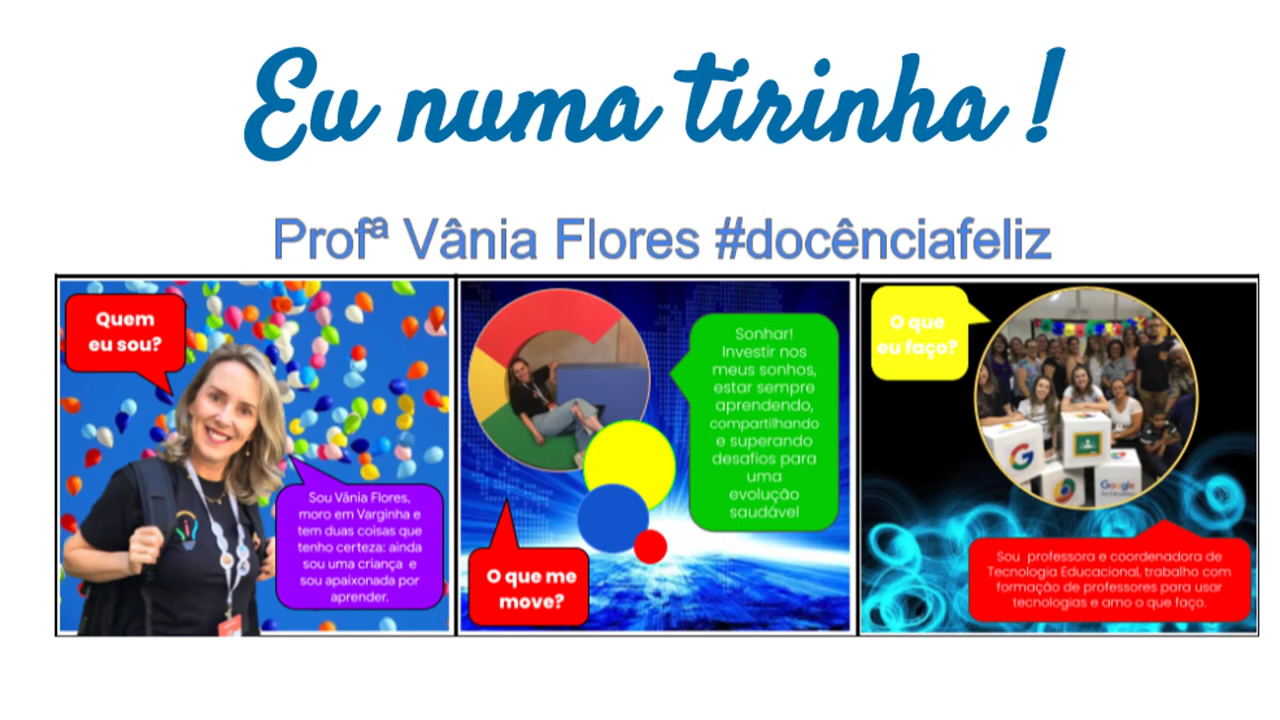 Eu numa tirinha !
Profª Vânia Flores #docênciafeliz
Quem
eu sou?
Sou Vânia Flores,
moro em Varginha e
tem duas coisas que
tenho certeza: ainda
sou uma criança e
sou apaixonada por
aprender.
Sonhar!
Investir nos
meus sonhos,
estar sempre
aprendendo,
compartilhando
e superando
desafios para
uma
evolução
saudável
O que me
move?
O que
eu faço?
G
Google
Sou professora e coordenadora de
Tecnologia Educacional, trabalho com
formação de professores para usar
tecnologias e amo o que faço.